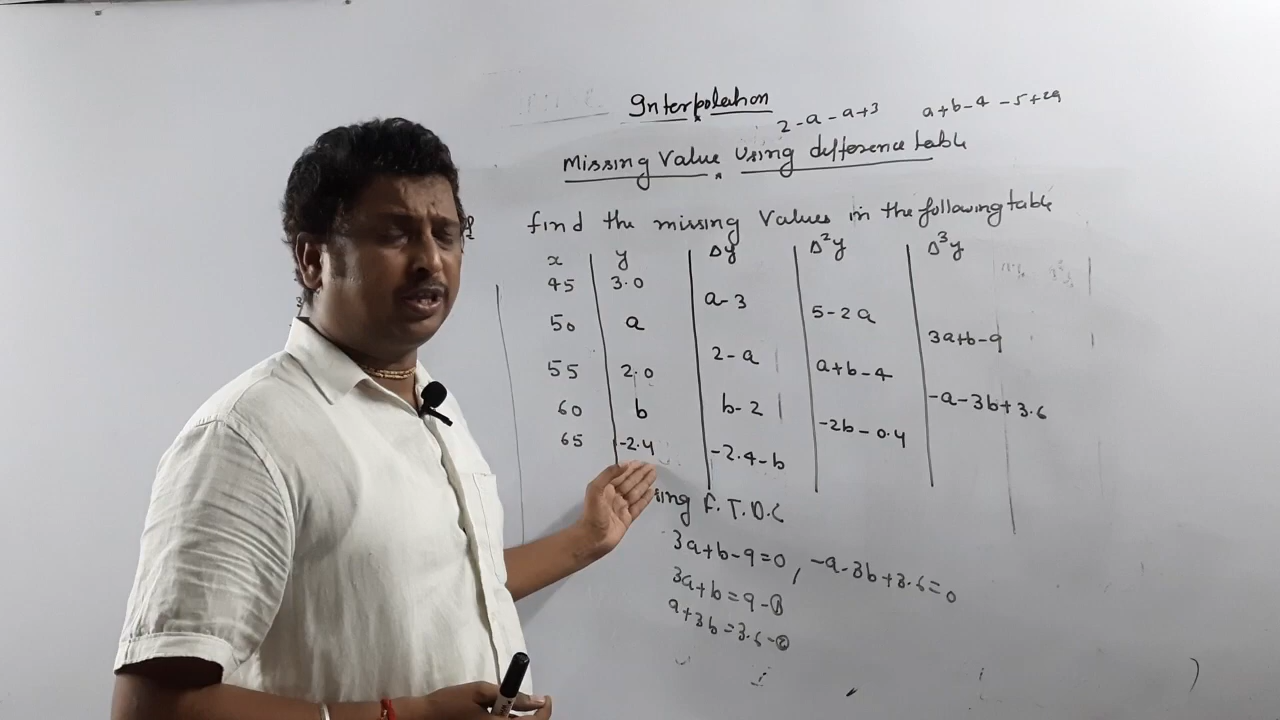 Interpolation
2-a-a+3 a+b-4-5+2a
Missing Value Using difference table
find the missing Values in the following table
x y Δy Δ²y Δ³y
45 3.0
a-3
50 a 5-2a
3a+b-9
55 2.0 2-a a+b-4
60 b b-2 -a-3b+3.6
-2b-0.4
65 -2.4 -2.4-b
F.T.D.C
3a+b-9=0, -a-3b+3.6=0
3a+b=9-①
a+3b=3.6-②